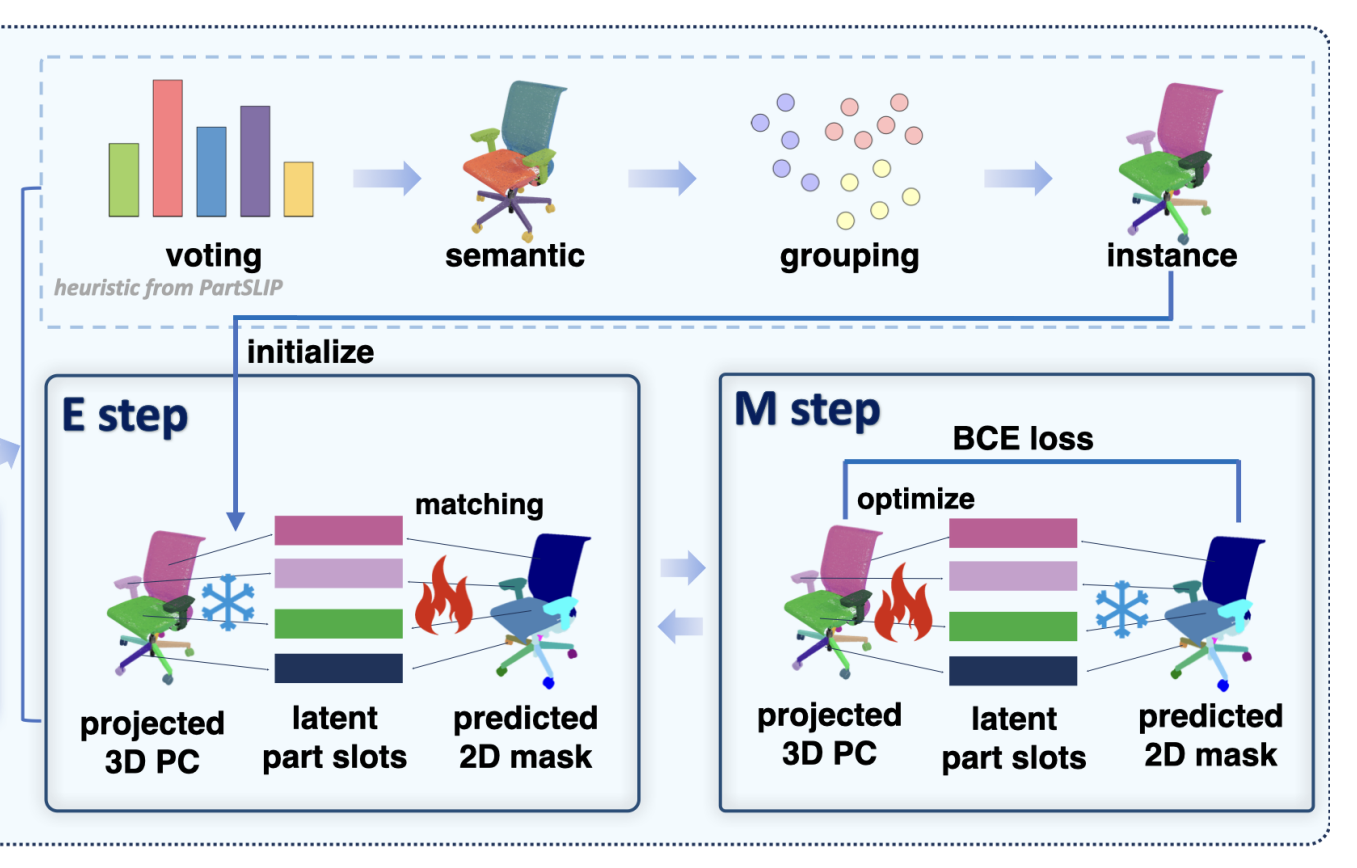 voting
semantic
grouping
instance
heuristic from PartSLIP
initialize
E step
matching
projected
3D PC
latent
part slots
predicted
2D mask
M step
BCE loss
optimize
projected
3D PC
latent
part slots
predicted
2D mask